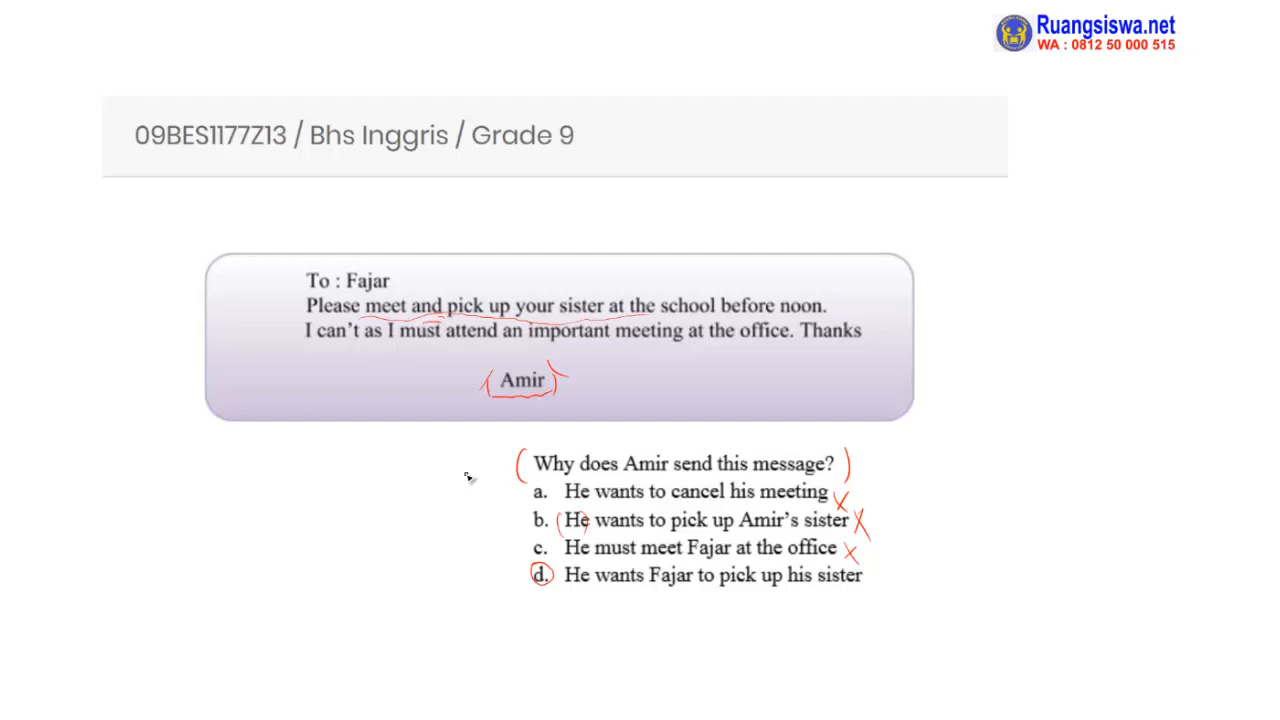 Ruangsiswa.net
WA : 0812 50 000 515
09BES1177Z13 / Bhs Inggris / Grade 9
To : Fajar
Please meet and pick up your sister at the school before noon.
I can't as I must attend an important meeting at the office. Thanks
Amir
Why does Amir send this message?
a. He wants to cancel his meeting
b. He wants to pick up Amir's sister
c. He must meet Fajar at the office
d. He wants Fajar to pick up his sister